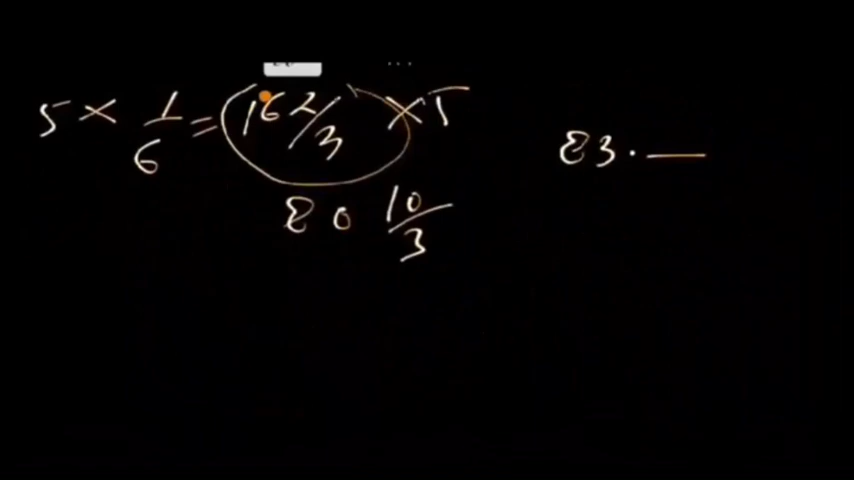 5 × 1/6 = 16 2/3 × 5
80 10/3
83.